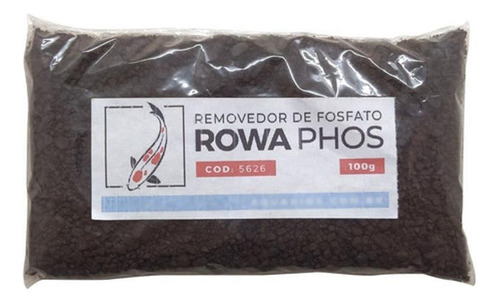 REMOVEDOR DE FOSFATO
ROWA PHOS
COD: 5626
100g